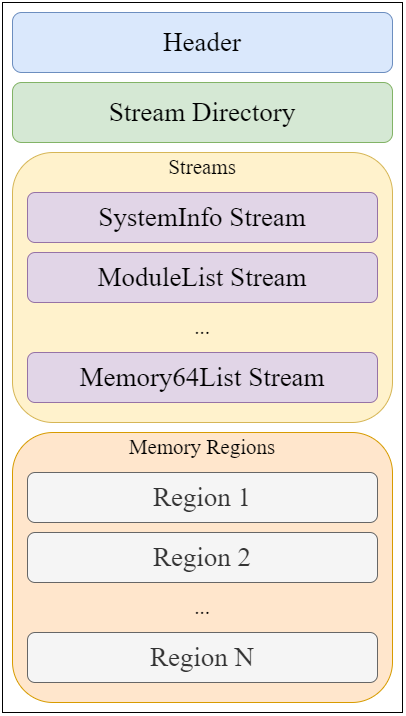 Header
Stream Directory
Streams
SystemInfo Stream
ModuleList Stream
...
Memory64List Stream
Memory Regions
Region 1
Region 2
...
Region N